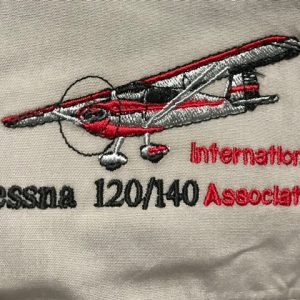 Internation
essna 120/140 Associat